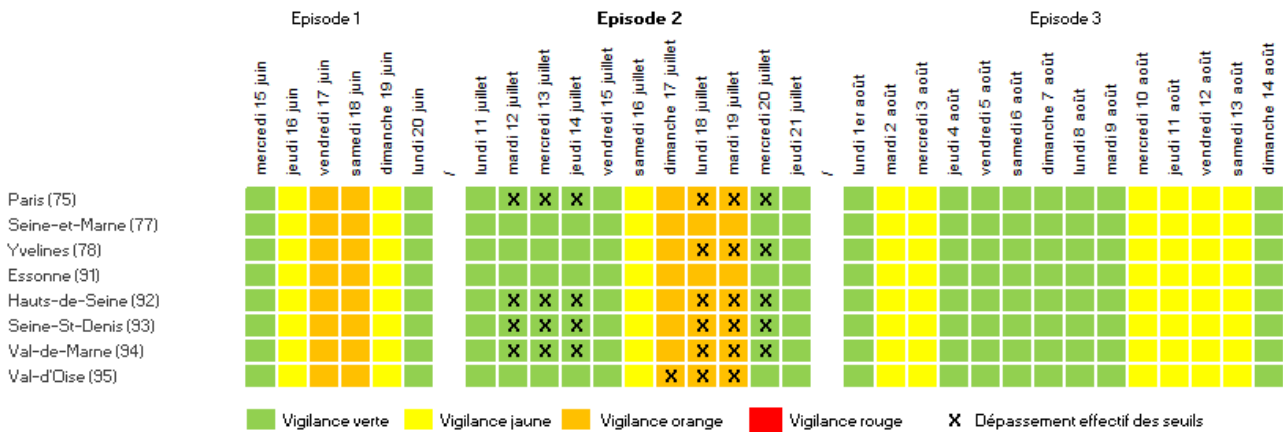 Episode 1
Episode 2
Episode 3
mercredi 15 juin
jeudi 16 juin
vendredi 17 juin
samedi 18 juin
dimanche 19 juin
lundi 20 juin
/
lundi 11 juillet
mardi 12 juillet
mercredi 13 juillet
jeudi 14 juillet
vendredi 15 juillet
samedi 16 juillet
dimanche 17 juillet
lundi 18 juillet
mardi 19 juillet
mercredi 20 juillet
jeudi 21 juillet
/
lundi 1er août
mardi 2 août
mercredi 3 août
jeudi 4 août
vendredi 5 août
samedi 6 août
dimanche 7 août
lundi 8 août
mardi 9 août
mercredi 10 août
jeudi 11 août
vendredi 12 août
samedi 13 août
dimanche 14 août
Paris (75) X X X X X X
Seine-et-Marne (77)
Yvelines (78) X X X
Essonne (91)
Hauts-de-Seine (92) X X X X X X
Seine-St-Denis (93) X X X X X X
Val-de-Marne (94) X X X X X X
Val-d'Oise (95) X X X
Vigilance verte Vigilance jaune Vigilance orange Vigilance rouge X Dépassement effectif des seuils